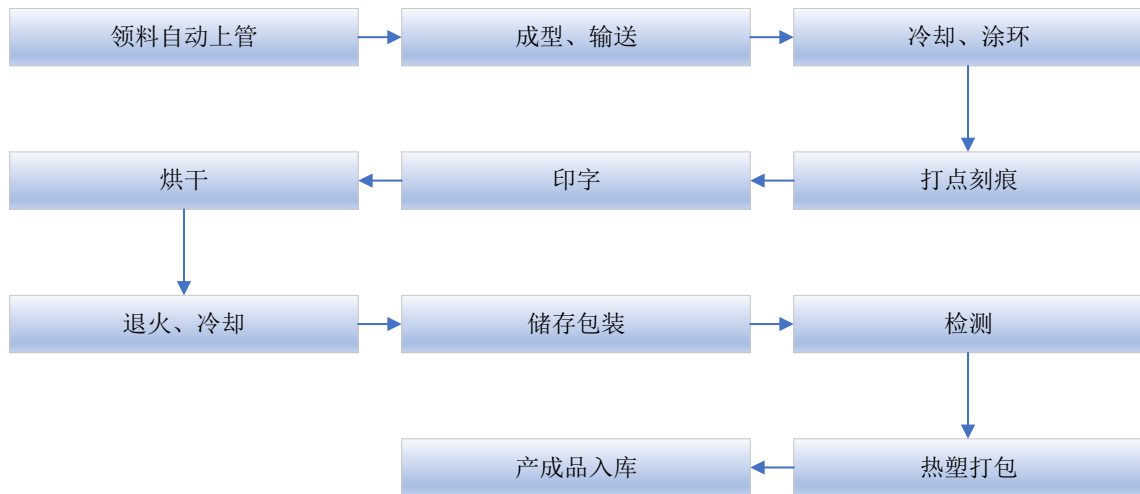 领料自动上管
成型、输送
冷却、涂环
打点刻痕
印字
烘干
退火、冷却
储存包装
检测
热塑打包
产成品入库